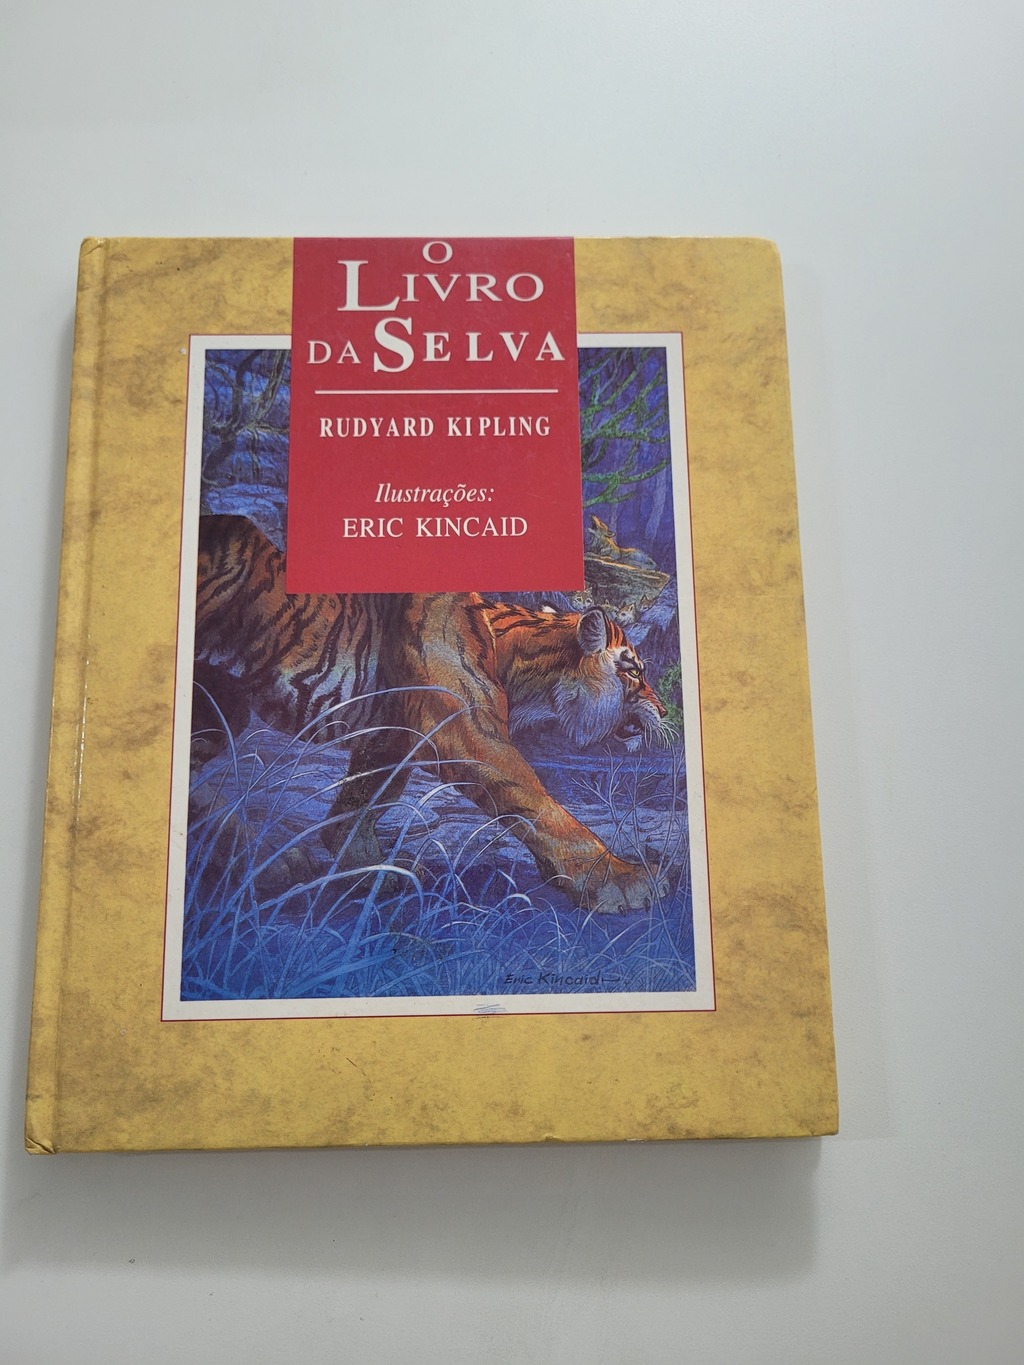 O
LIVRO
DA SELVA
RUDYARD KIPLING
Ilustrações:
ERIC KINCAID
Eric Kincaid